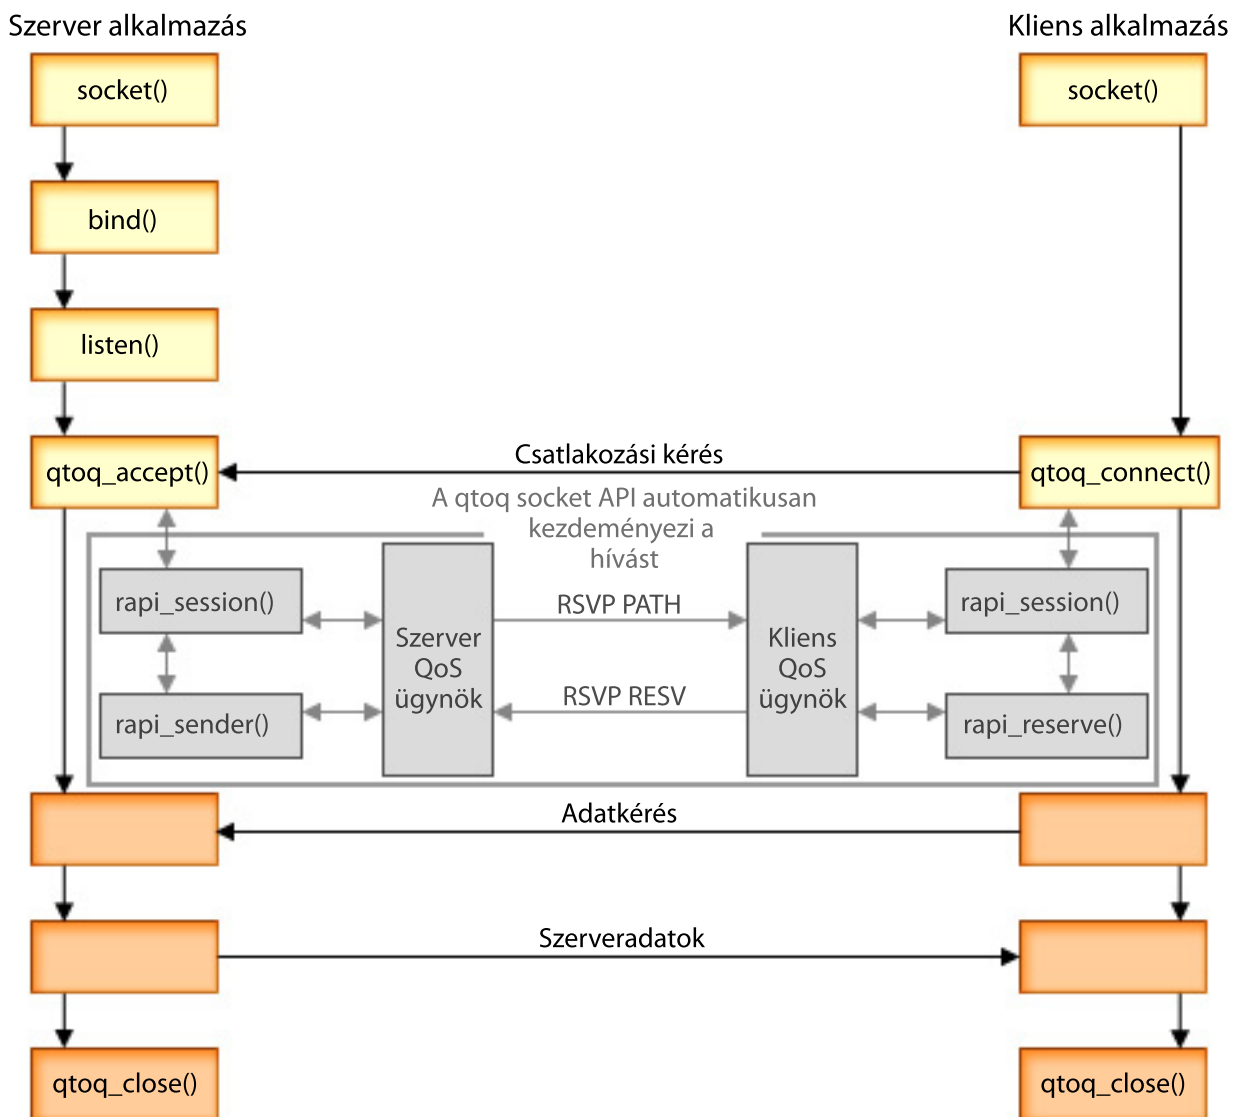 Szerver alkalmazás
Kliens alkalmazás
socket()
socket()
bind()
listen()
qtoq_accept()
Csatlakozási kérés
qtoq_connect()
A qtoq socket API automatikusan
kezdeményezi a
hívást
rapi_session()
RSVP PATH
rapi_session()
Szerver
QoS
ügynök
Kliens
QoS
ügynök
rapi_sender()
RSVP RESV
rapi_reserve()
Adatkérés
Szerveradatok
qtoq_close()
qtoq_close()